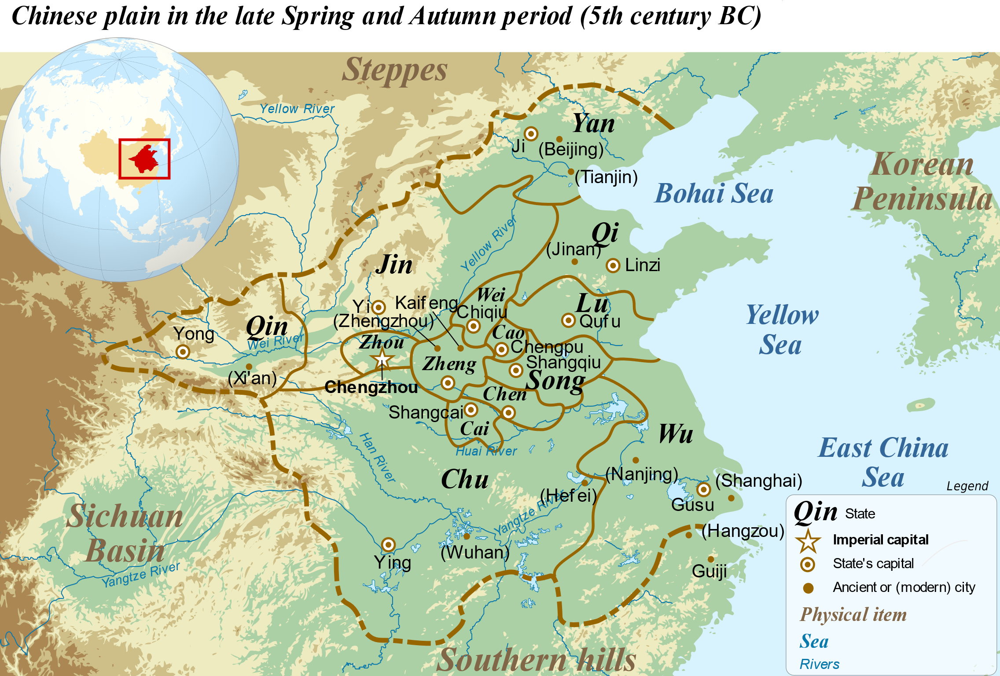 Chinese plain in the late Spring and Autumn period (5th century BC)
Steppes
Yellow River
Yan
Ji
(Beijing)
(Tianjin)
Korean
Peninsula
Bohai Sea
Qi
(Jinan)
Linzi
Yellow River
Jin
Wei
Chiqiu
Lu
Qufu
Yi
Kaifeng
(Zhengzhou)
Yellow
Sea
Qin
Yong
Wei River
Zhou
Cao
Chengpu
Zheng
Shangqiu
Song
(Xi'an)
Chengzhou
Chen
Shangcai
Cai
Huai River
Han River
Wu
East China
Sea
Chu
(Nanjing)
(Shanghai)
(Hefei)
Gusu
Yangtze River
Sichuan
Basin
Yangtze River
(Hangzou)
(Wuhan)
Ying
Guiji
Southern hills
Legend
Qin State
Imperial capital
State's capital
Ancient or (modern) city
Physical item
Sea
Rivers